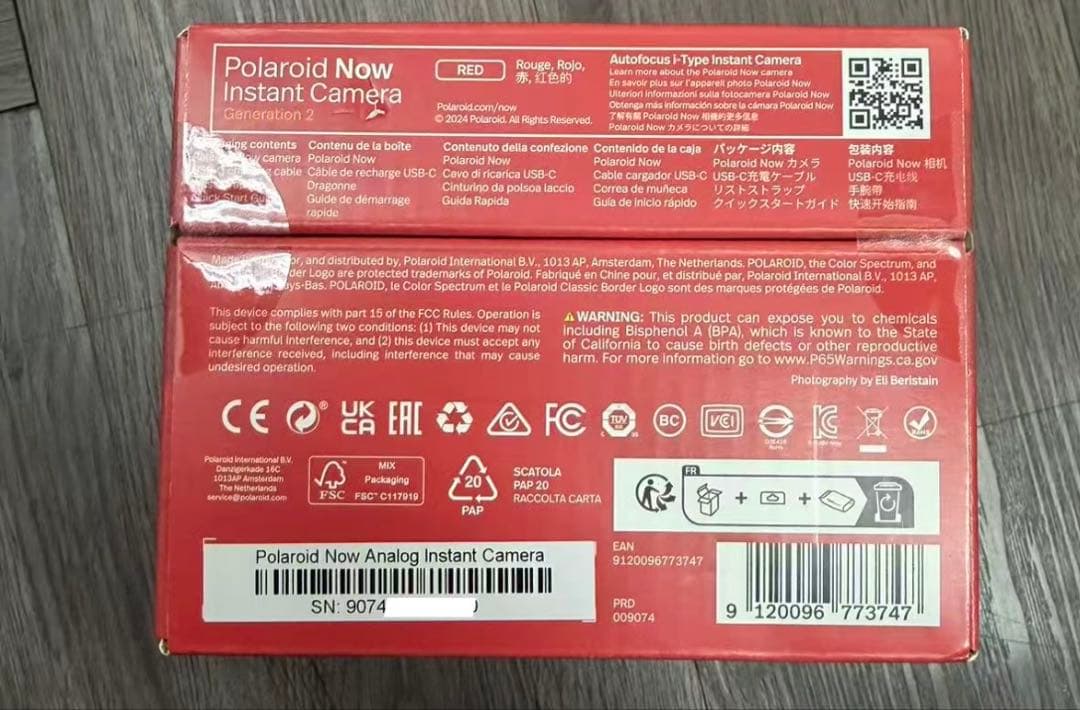 Polaroid Now
Instant Camera
Generation 2
RED
Rouge, Rojo,
赤, 红色的
Polaroid.com/now
© 2024 Polaroid. All Rights Reserved.
Autofocus i-Type Instant Camera
Learn more about the Polaroid Now camera
En savoir plus sur l'appareil photo Polaroid Now
Ulteriori informazioni sulla fotocamera Polaroid Now
Obtenga más información sobre la cámara Polaroid Now
了解有關 Polaroid Now 相機的更多信息
Polaroid Now カメラについての詳細
contents
camera
cable
Quick Start
Contenu de la boîte
Polaroid Now
Câble de recharge USB-C
Dragonne
Guide de démarrage
rapide
Contenuto della confezione
Polaroid Now
Cavo di ricarica USB-C
Cinturino da polsoa laccio
Guida Rapida
Contenido de la caja
Polaroid Now
Cable cargador USB-C
Correa de muñeca
Guía de inicio rápido
パッケージ内容
Polaroid Now カメラ
USB-C充電ケーブル
リストストラップ
クイックスタートガイド
包装内容
Polaroid Now 相机
USB-C充电线
手腕帶
快速开始指南
Made for, and distributed by, Polaroid International B.V., 1013 AP, Amsterdam, The Netherlands. POLAROID, the Color Spectrum, and
Border Logo are protected trademarks of Polaroid. Fabriqué en Chine pour, et distribué par, Polaroid International B.V., 1013 AP,
Pays-Bas. POLAROID, le Color Spectrum et le Polaroid Classic Border Logo sont des marques protégées de Polaroid.
This device complies with part 15 of the FCC Rules. Operation is
subject to the following two conditions: (1) This device may not
cause harmful interference, and (2) this device must accept any
interference received, including interference that may cause
undesired operation.
WARNING: This product can expose you to chemicals
including Bisphenol A (BPA), which is known to the State
of California to cause birth defects or other reproductive
harm. For more information go to www.P65Warnings.ca.gov
Photography by Eli Beristain
CE
UK
CA
EAC
FC
TUV
BC
VCCI
RoHS
Polaroid International B.V.
Danzigerkade 16C
1013AP Amsterdam
The Netherlands
service@polaroid.com
FSC
MIX
Packaging
FSC™ C117919
20
PAP
SCATOLA
PAP 20
RACCOLTA CARTA
FR
Polaroid Now Analog Instant Camera
SN: 9074
EAN
9120096773747
PRD
009074
9 120096 773747